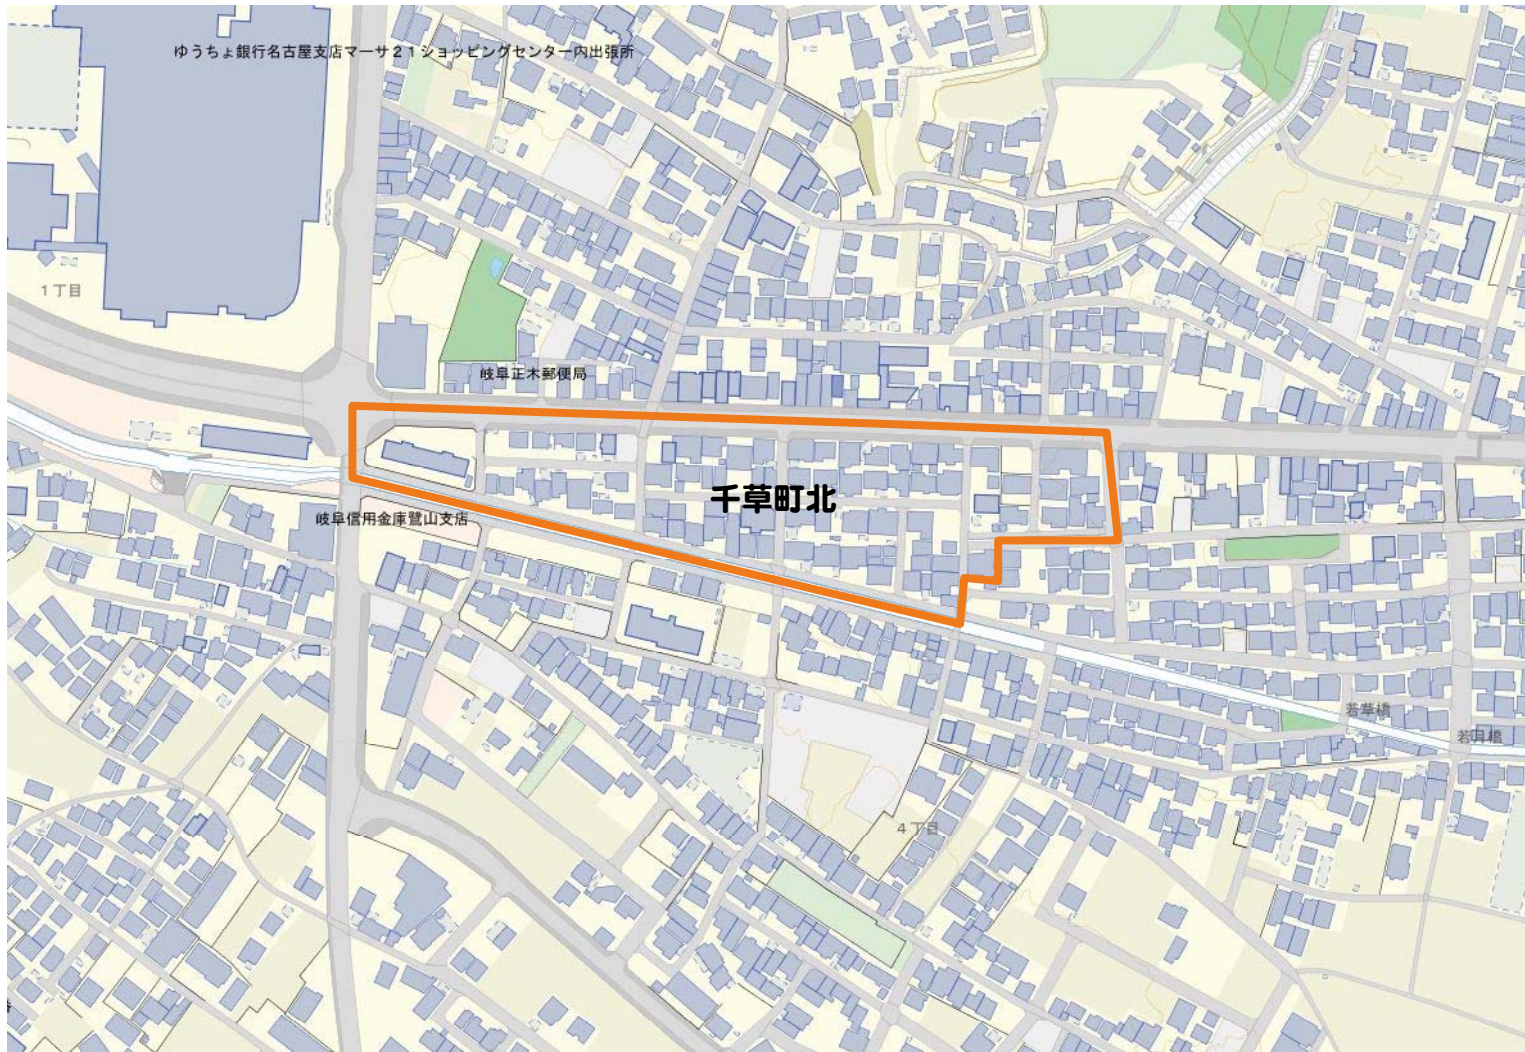 ゆうちょ銀行名古屋支店マーサ21ショッピングセンター内出張所
1丁目
岐阜正木郵便局
千草町北
岐阜信用金庫鷺山支店
若草橋
若月橋
4丁目